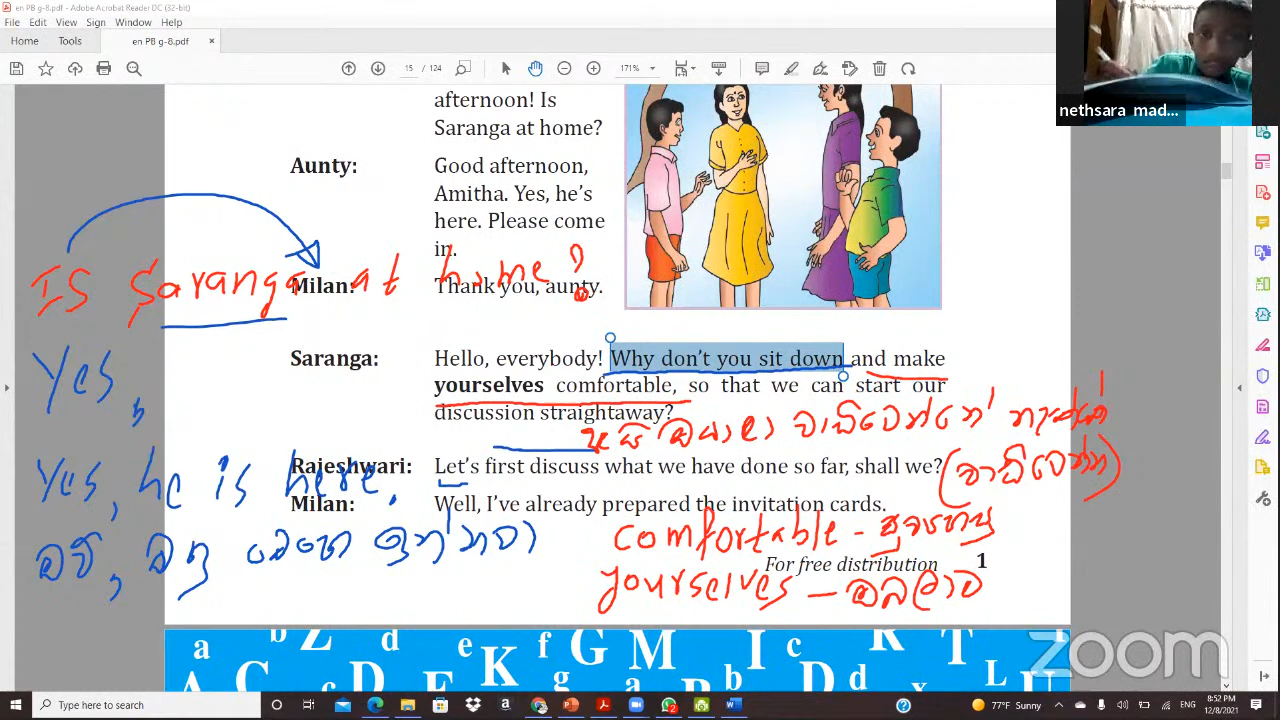 en PB g-8.pdf - Adobe Acrobat Reader DC (32-bit)
File Edit View Sign Window Help
Home Tools en PB g-8.pdf ×
15 / 124 171%
nethsara mad...
afternoon! Is
Saranga at home?
Aunty: Good afternoon,
Amitha. Yes, he's
here. Please come
in.
Is Saranga at home?
Milan: Thank you, aunty.
Yes,
Saranga: Hello, everybody! Why don't you sit down and make
yourselves comfortable, so that we can start our
discussion straightaway?
Rajeshwari: Let's first discuss what we have done so far, shall we?
(වාඩිවෙන්න)
Yes, he is here.
Milan: Well, I've already prepared the invitation cards.
comfortable - පහසු
ඔව්, ඔහු මෙහෙ ඉන්නවා
For free distribution 1
yourselves - ඔබලාව
a b Z d e K f G M I c R T
A C D E g a b D d x L U
zoom
Type here to search
77°F Sunny
8:52 PM
12/8/2021